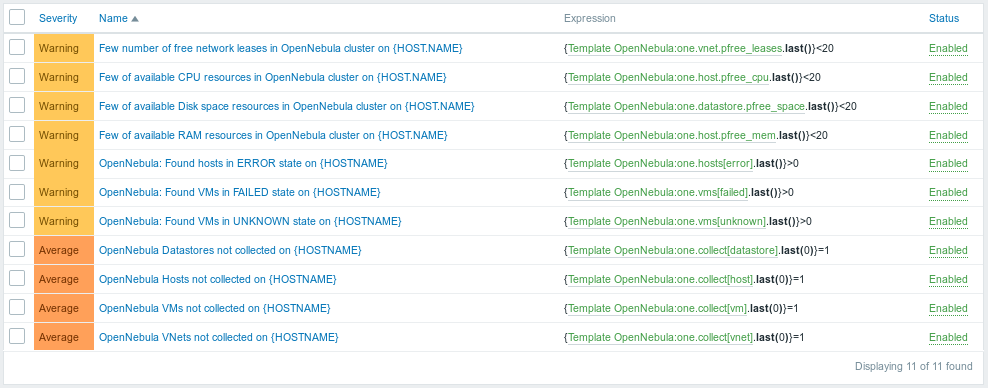 Severity Name Expression Status
Warning Few number of free network leases in OpenNebula cluster on {HOST.NAME} {Template OpenNebula:one.vnet.pfree_leases.last()}<20 Enabled
Warning Few of available CPU resources in OpenNebula cluster on {HOST.NAME} {Template OpenNebula:one.host.pfree_cpu.last()}<20 Enabled
Warning Few of available Disk space resources in OpenNebula cluster on {HOST.NAME} {Template OpenNebula:one.datastore.pfree_space.last()}<20 Enabled
Warning Few of available RAM resources in OpenNebula cluster on {HOST.NAME} {Template OpenNebula:one.host.pfree_mem.last()}<20 Enabled
Warning OpenNebula: Found hosts in ERROR state on {HOSTNAME} {Template OpenNebula:one.hosts[error].last()}>0 Enabled
Warning OpenNebula: Found VMs in FAILED state on {HOSTNAME} {Template OpenNebula:one.vms[failed].last()}>0 Enabled
Warning OpenNebula: Found VMs in UNKNOWN state on {HOSTNAME} {Template OpenNebula:one.vms[unknown].last()}>0 Enabled
Average OpenNebula Datastores not collected on {HOSTNAME} {Template OpenNebula:one.collect[datastore].last(0)}=1 Enabled
Average OpenNebula Hosts not collected on {HOSTNAME} {Template OpenNebula:one.collect[host].last(0)}=1 Enabled
Average OpenNebula VMs not collected on {HOSTNAME} {Template OpenNebula:one.collect[vm].last(0)}=1 Enabled
Average OpenNebula VNets not collected on {HOSTNAME} {Template OpenNebula:one.collect[vnet].last(0)}=1 Enabled
Displaying 11 of 11 found